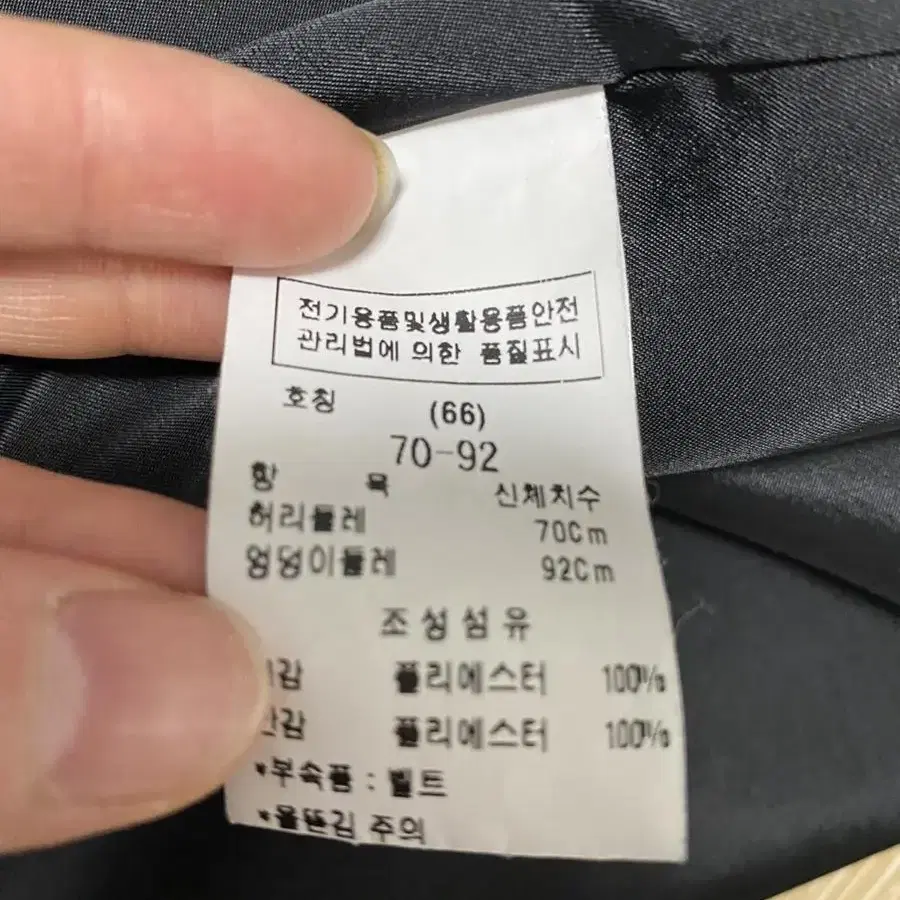 전기용품및생활용품안전
관리법에 의한 품질표시
호칭 (66)
70-92
항 목 신체치수
허리둘레 70Cm
엉덩이둘레 92Cm
조성섬유
감 폴리에스터 100%
감 폴리에스터 100%
*부속품 : 벨트
*올뜯김 주의